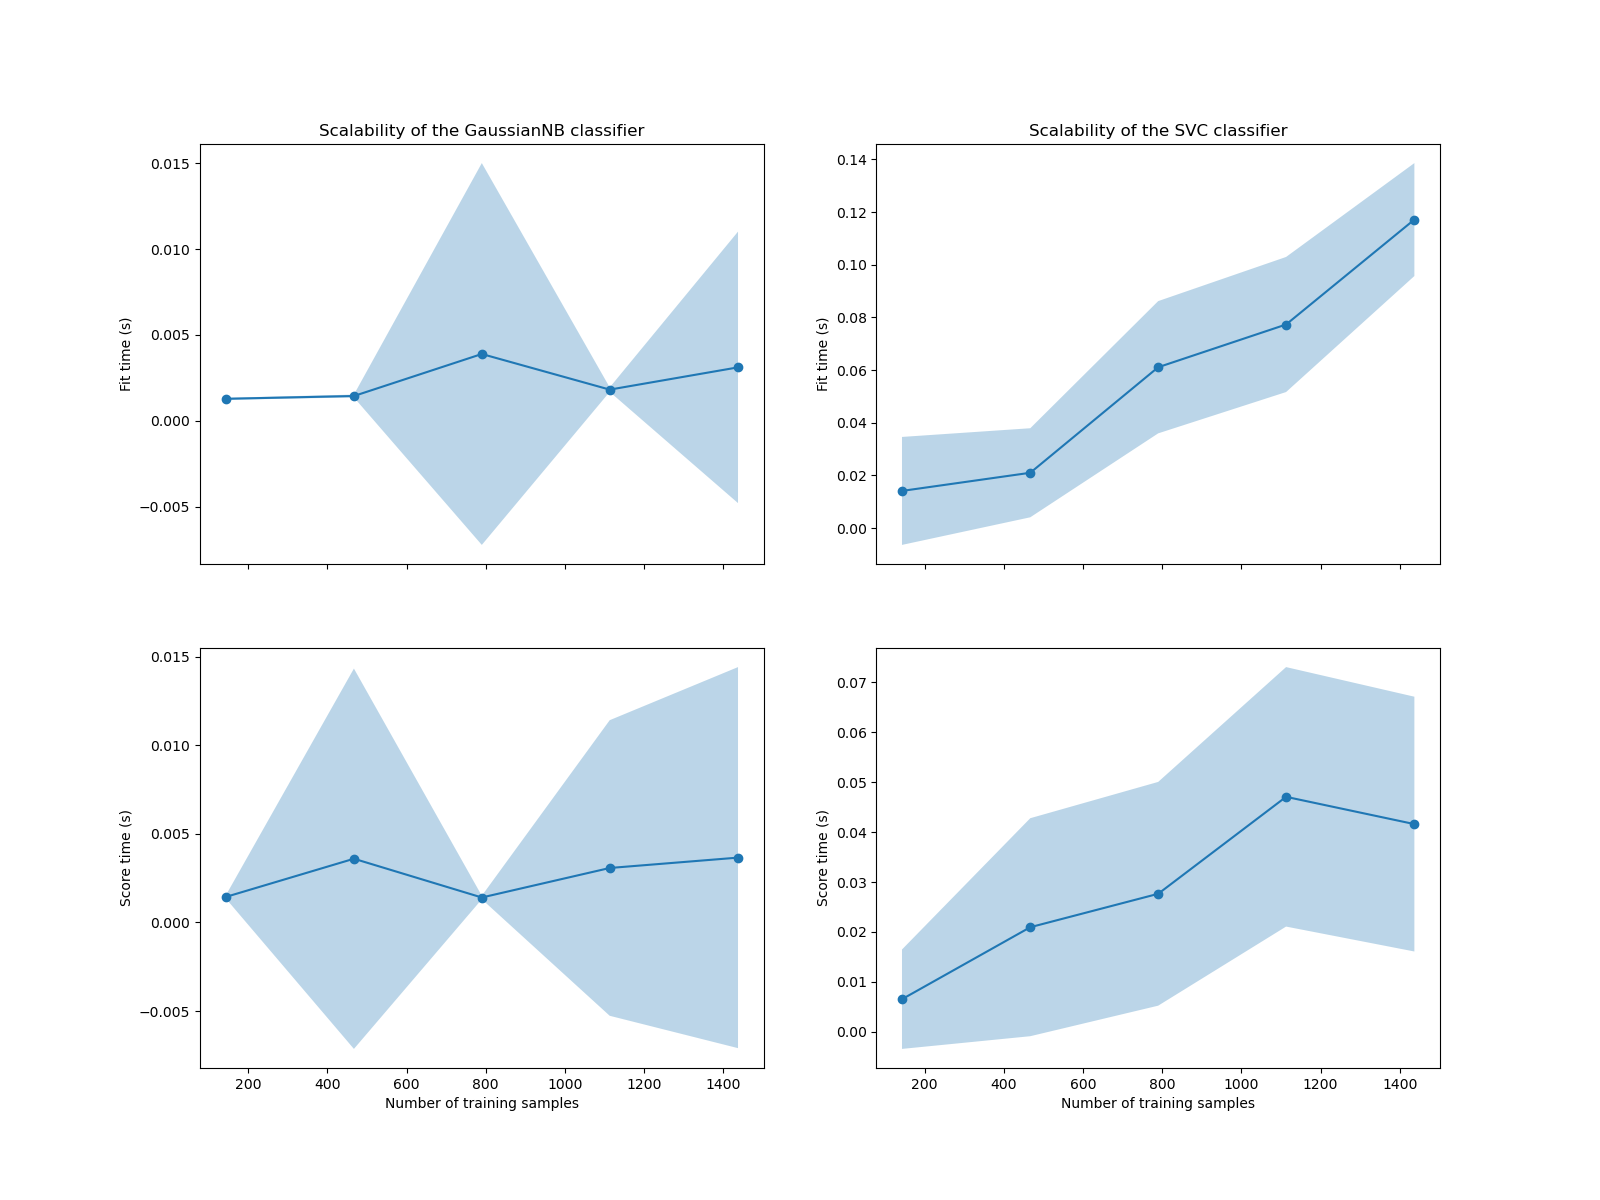 Scalability of the GaussianNB classifier
0.015
0.010
0.005
0.000
−0.005
Fit time (s)
Scalability of the SVC classifier
0.14
0.12
0.10
0.08
0.06
0.04
0.02
0.00
Fit time (s)
0.015
0.010
0.005
0.000
−0.005
Score time (s)
200 400 600 800 1000 1200 1400
Number of training samples
0.07
0.06
0.05
0.04
0.03
0.02
0.01
0.00
Score time (s)
200 400 600 800 1000 1200 1400
Number of training samples